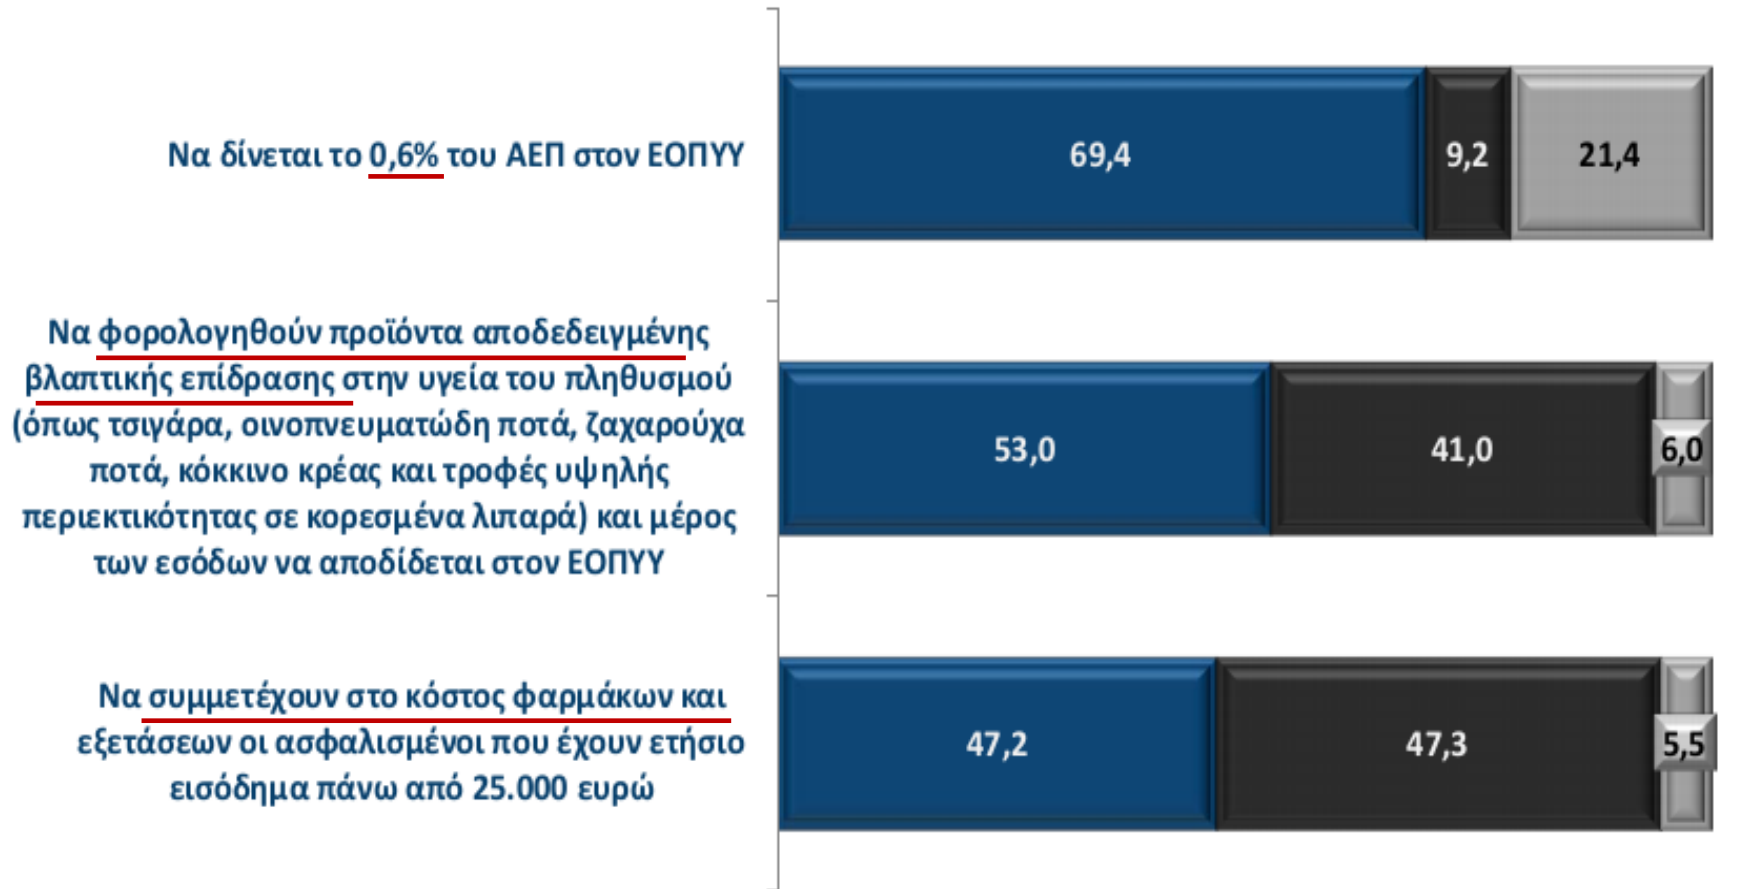 Να δίνεται το 0,6% του ΑΕΠ στον ΕΟΠΥΥ
69,4
9,2
21,4
Να φορολογηθούν προϊόντα αποδεδειγμένης
βλαπτικής επίδρασης στην υγεία του πληθυσμού
(όπως τσιγάρα, οινοπνευματώδη ποτά, ζαχαρούχα
ποτά, κόκκινο κρέας και τροφές υψηλής
περιεκτικότητας σε κορεσμένα λιπαρά) και μέρος
των εσόδων να αποδίδεται στον ΕΟΠΥΥ
53,0
41,0
6,0
Να συμμετέχουν στο κόστος φαρμάκων και
εξετάσεων οι ασφαλισμένοι που έχουν ετήσιο
εισόδημα πάνω από 25.000 ευρώ
47,2
47,3
5,5